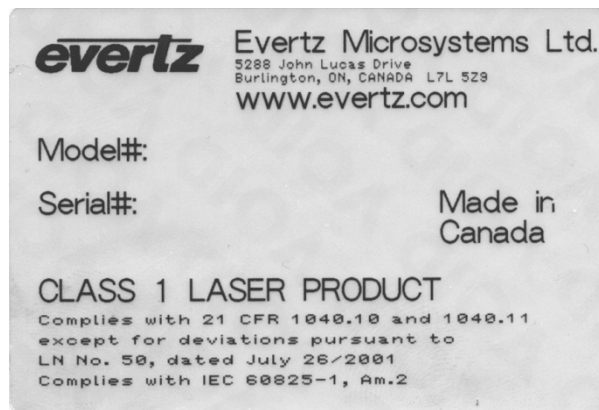 evertz
Evertz Microsystems Ltd.
5288 John Lucas Drive
Burlington, ON, CANADA L7L 5Z9
www.evertz.com
Model#:
Serial#:
Made in
Canada
CLASS 1 LASER PRODUCT
Complies with 21 CFR 1040.10 and 1040.11
except for deviations pursuant to
LN No. 50, dated July 26/2001
Complies with IEC 60825-1, Am.2